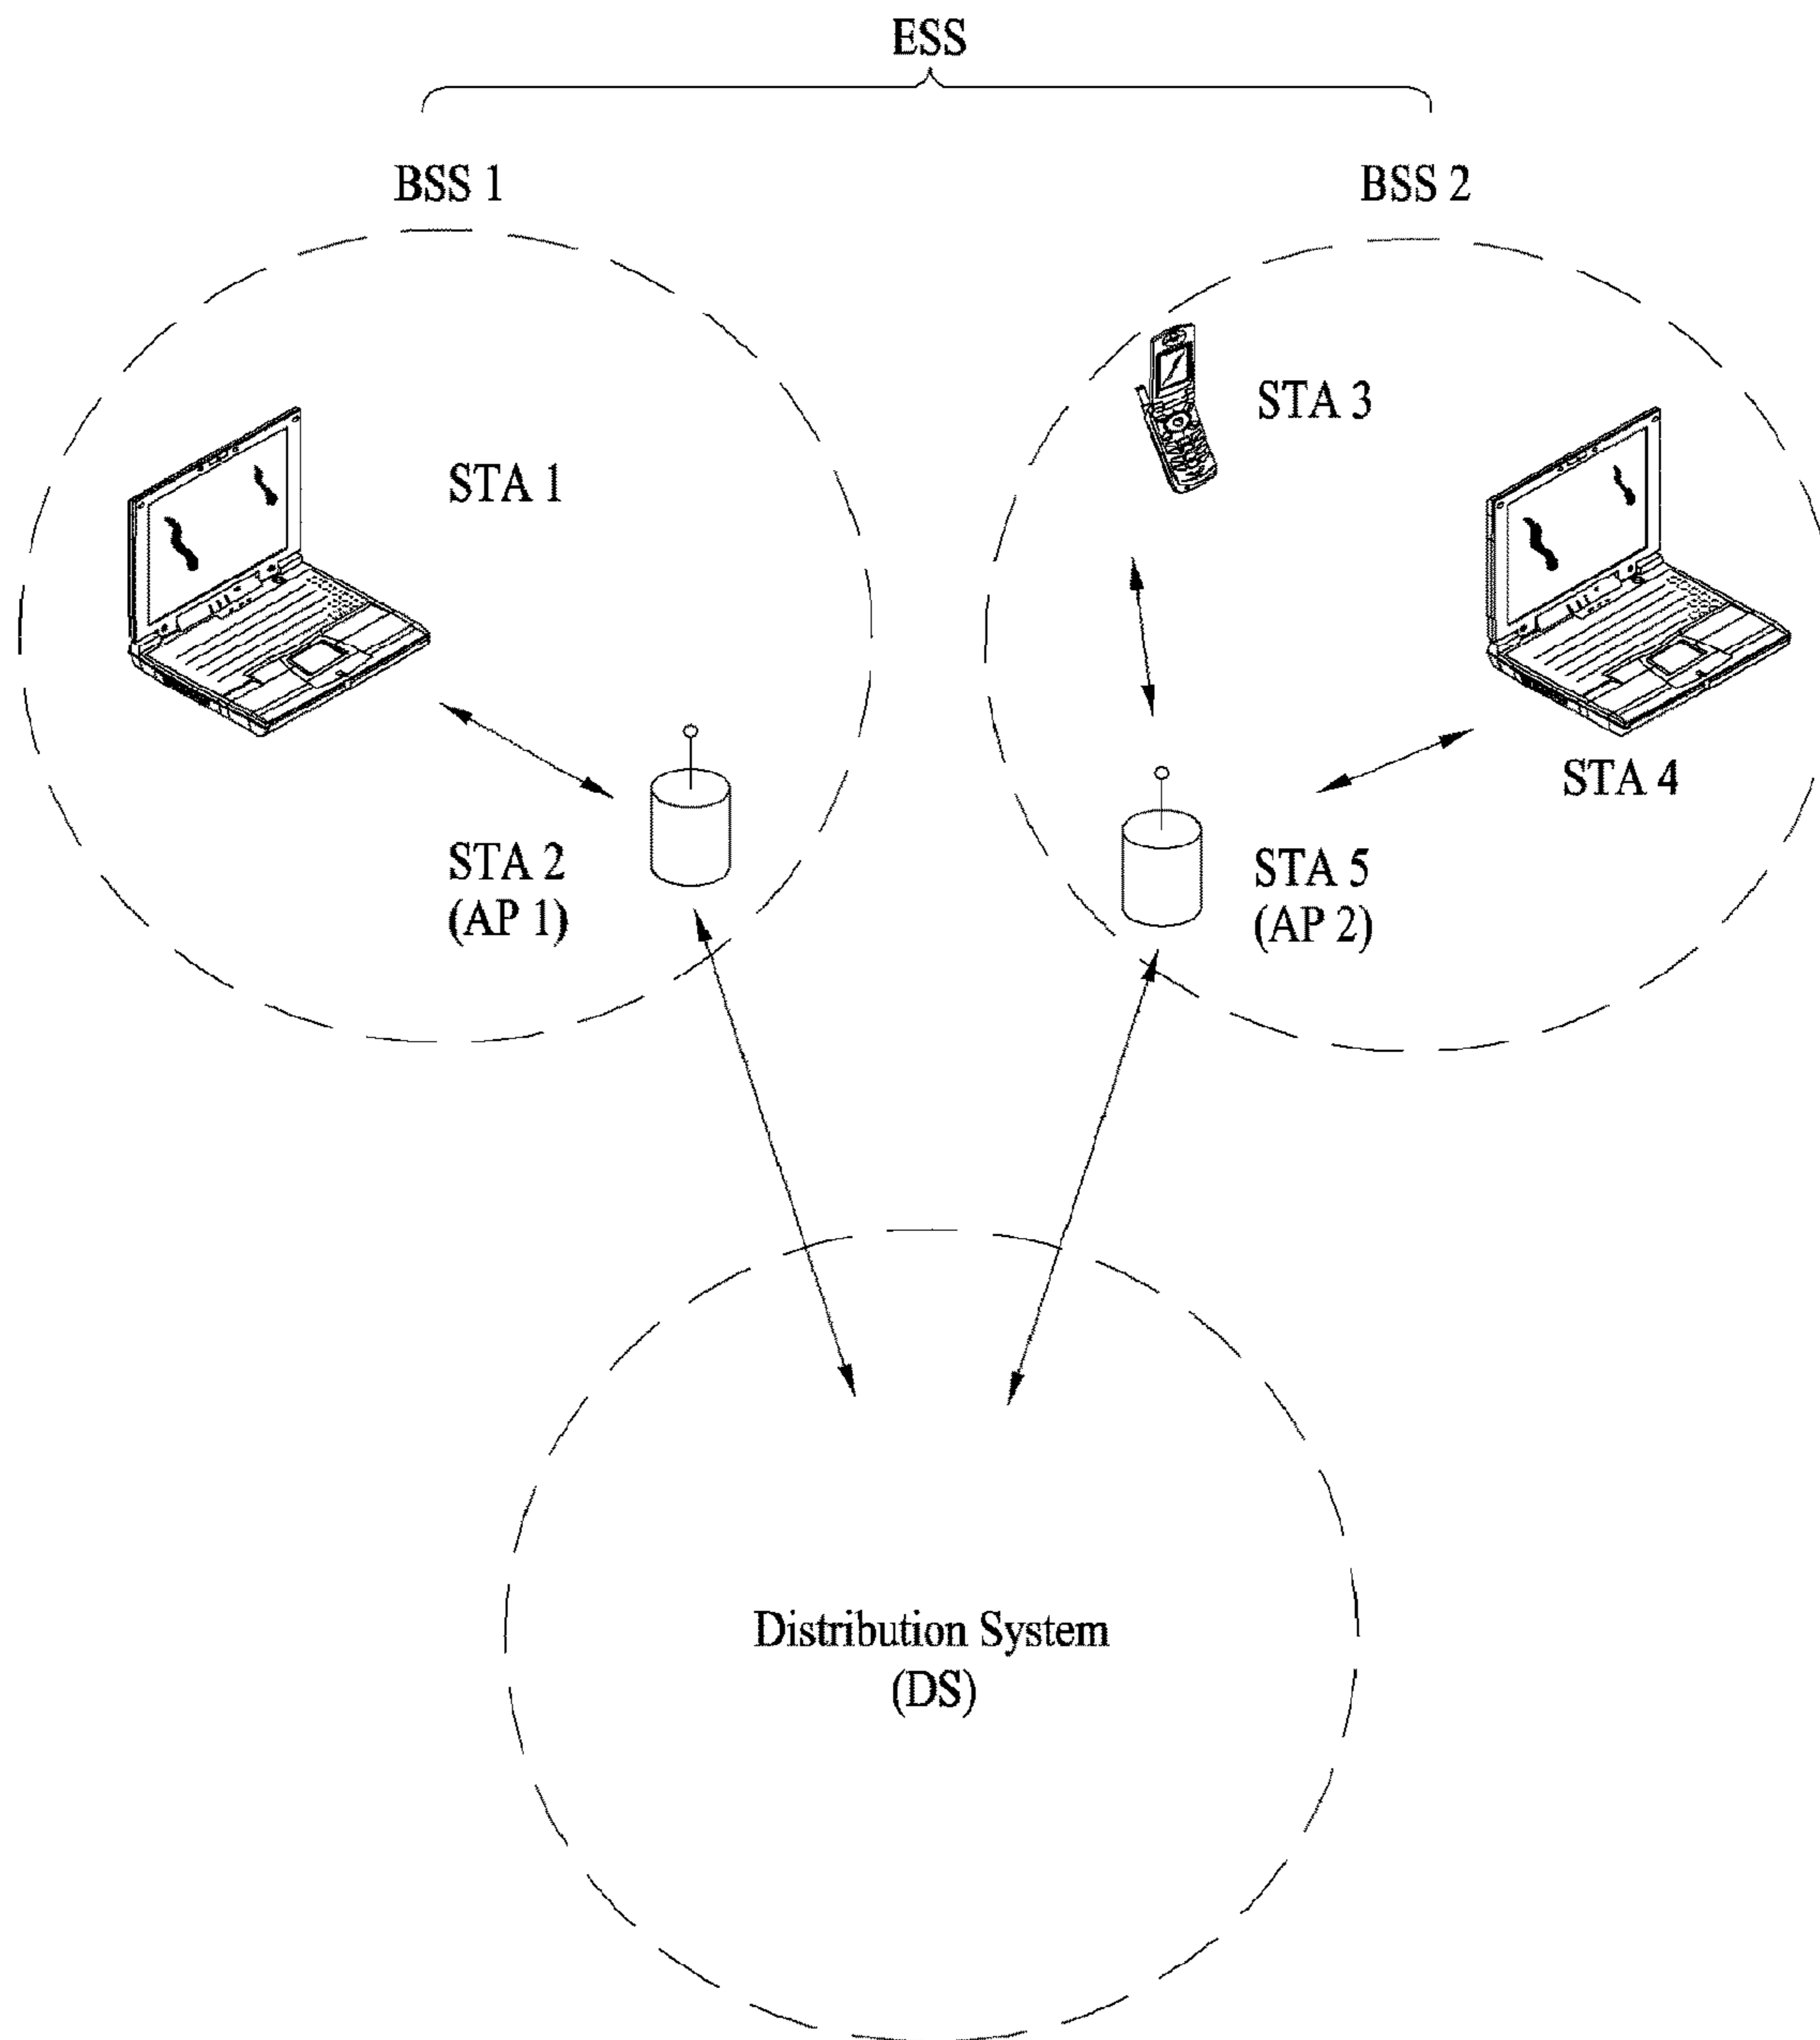 ESS
BSS 1
BSS 2
STA 3
STA 1
STA 4
STA 2
(AP 1)
STA 5
(AP 2)
Distribution System
(DS)